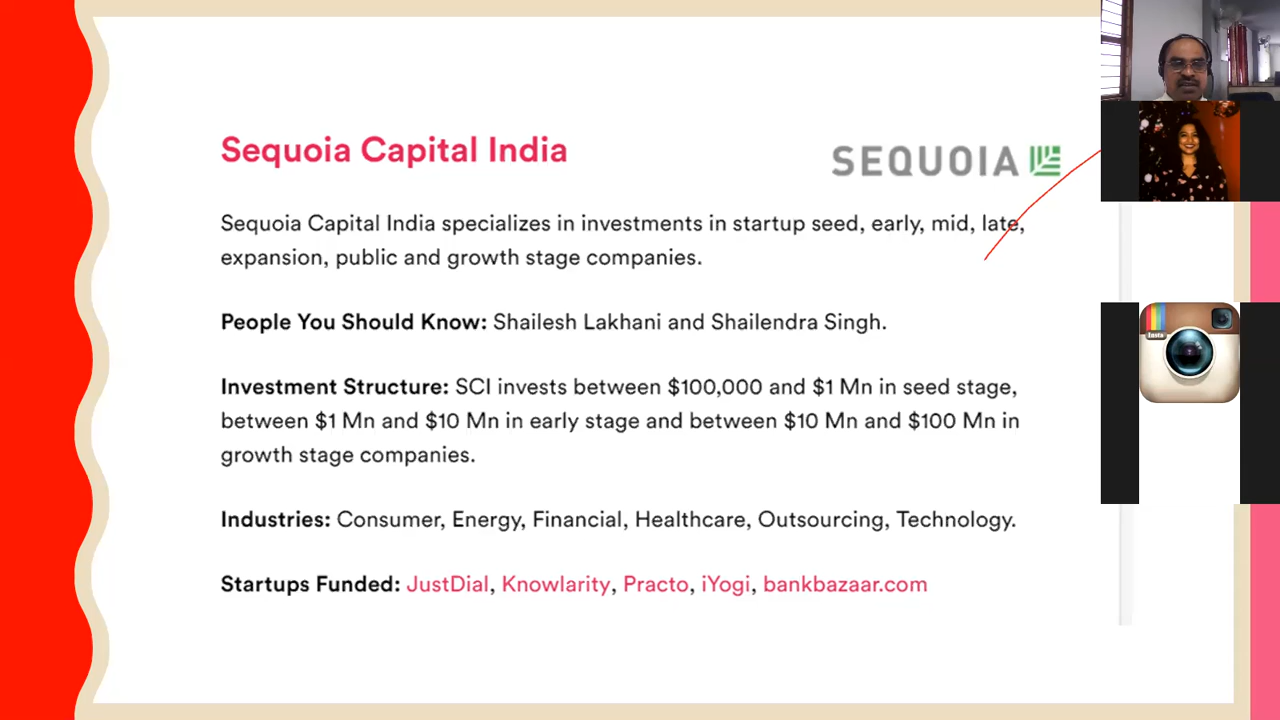 Sequoia Capital India
SEQUOIA
Sequoia Capital India specializes in investments in startup seed, early, mid, late,
expansion, public and growth stage companies.
People You Should Know: Shailesh Lakhani and Shailendra Singh.
Investment Structure: SCI invests between $100,000 and $1 Mn in seed stage,
between $1 Mn and $10 Mn in early stage and between $10 Mn and $100 Mn in
growth stage companies.
Industries: Consumer, Energy, Financial, Healthcare, Outsourcing, Technology.
Startups Funded: JustDial, Knowlarity, Practo, iYogi, bankbazaar.com
Insta